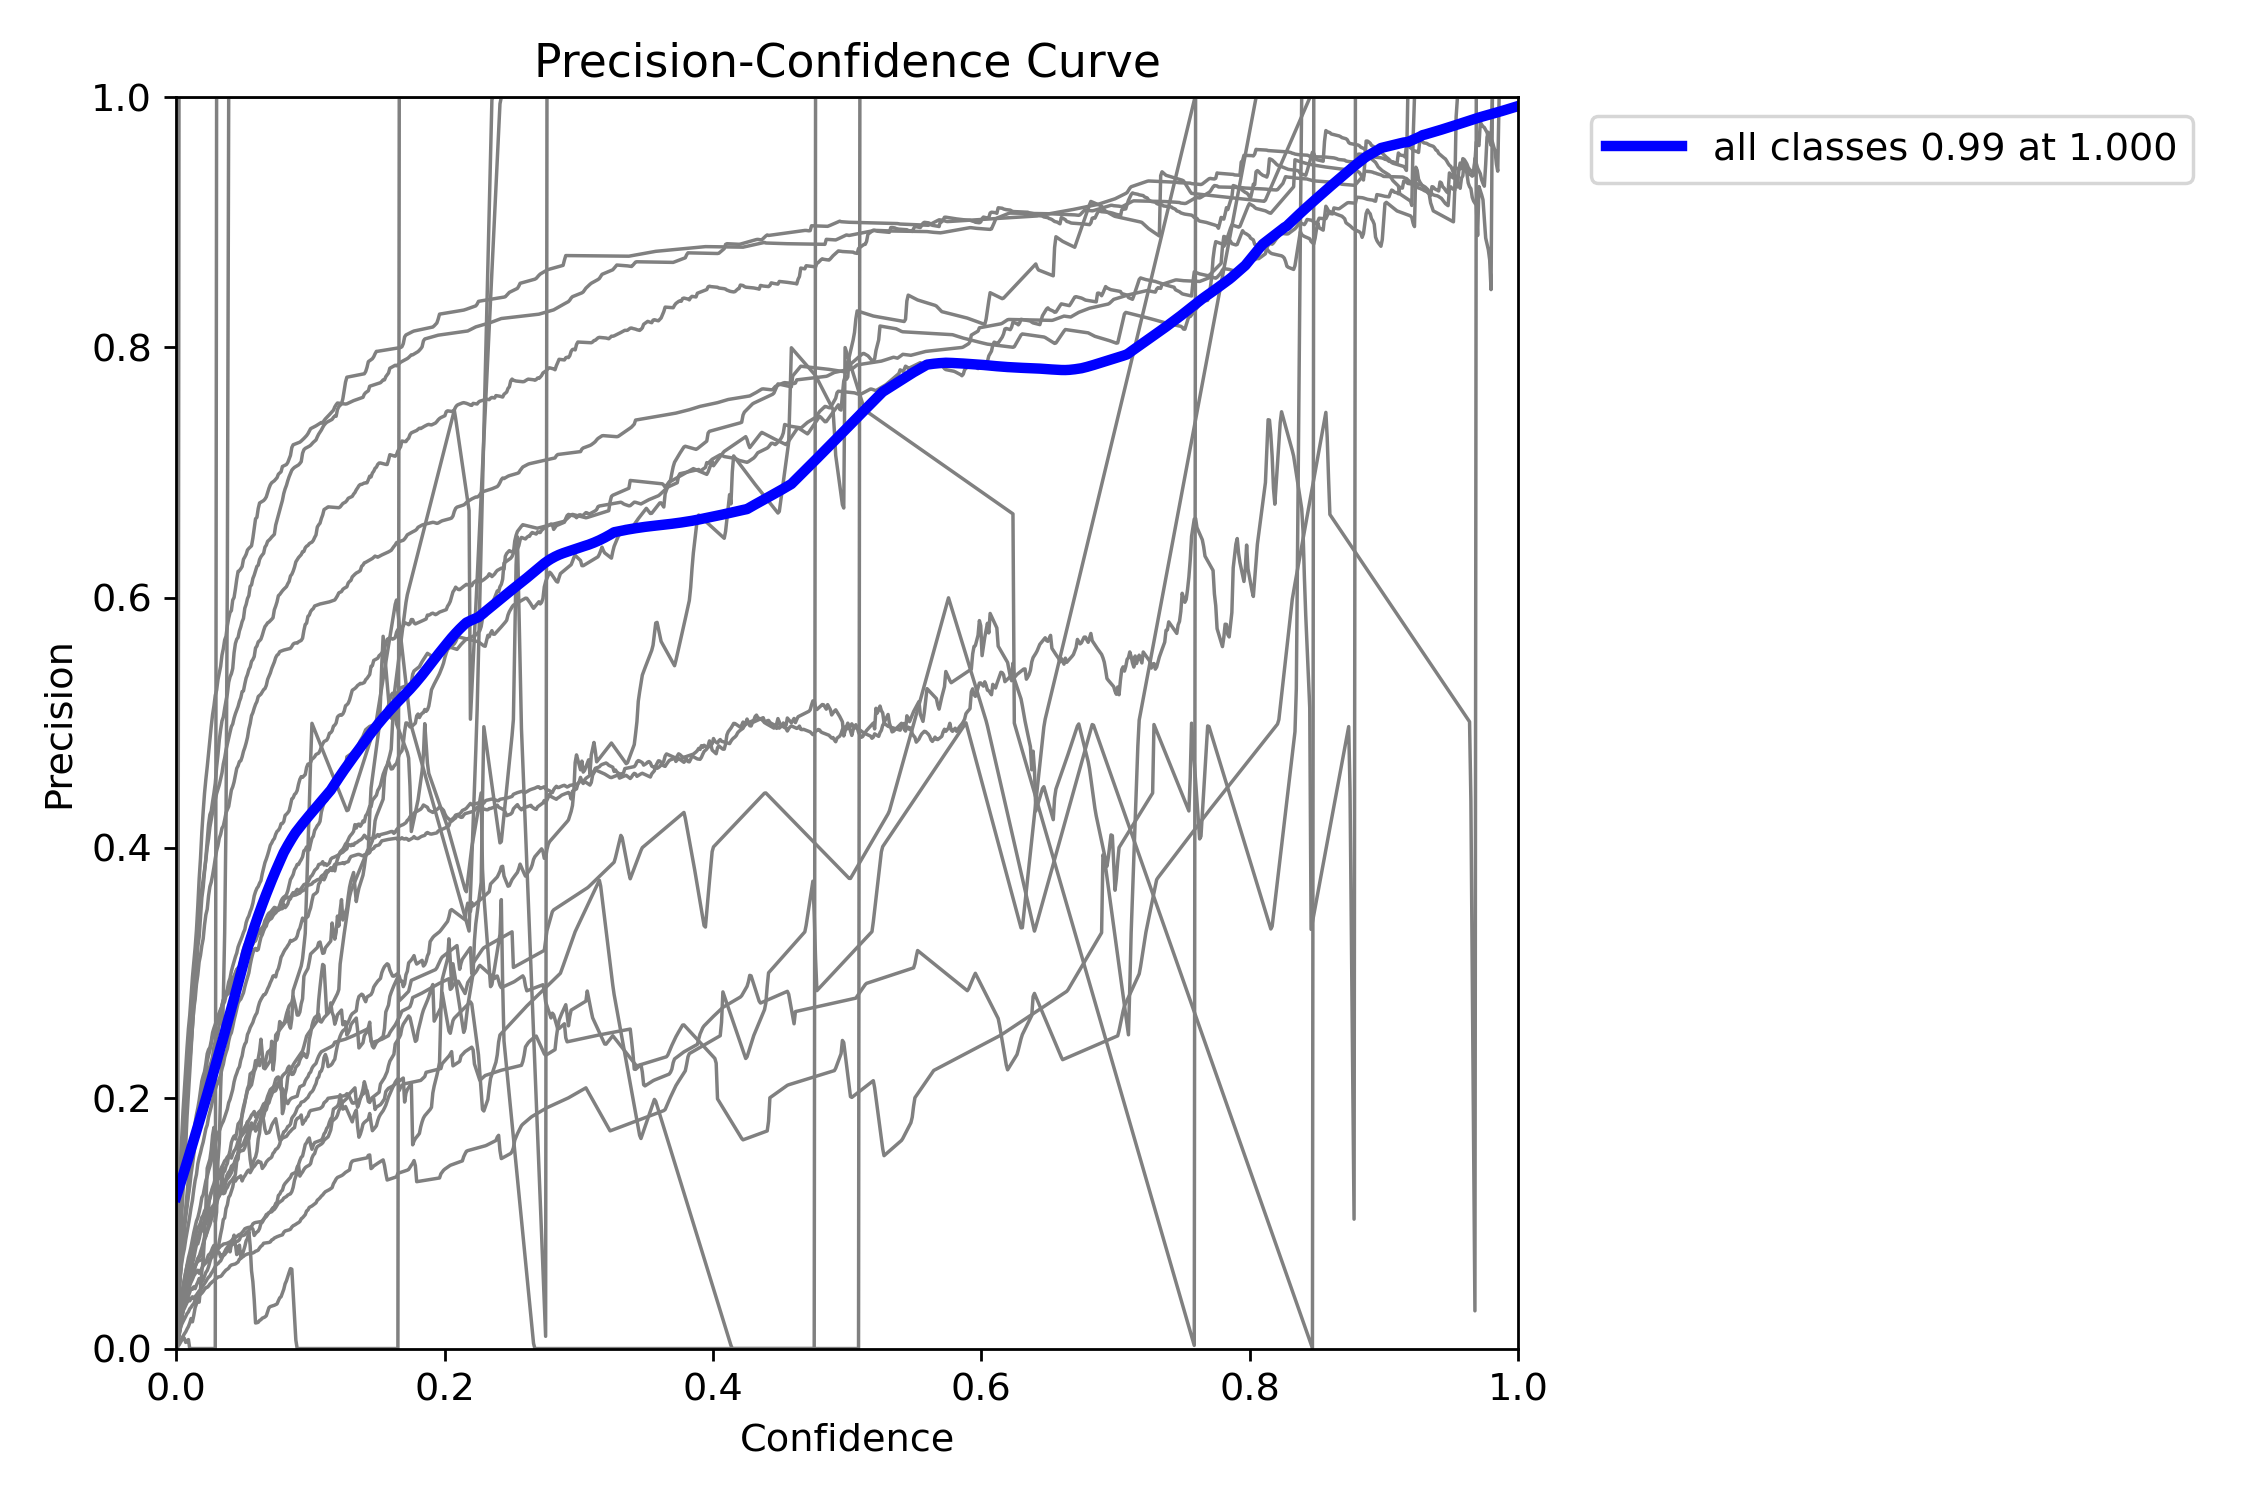 Precision-Confidence Curve
all classes 0.99 at 1.000
Precision
1.0
0.8
0.6
0.4
0.2
0.0
0.0 0.2 0.4 0.6 0.8 1.0
Confidence